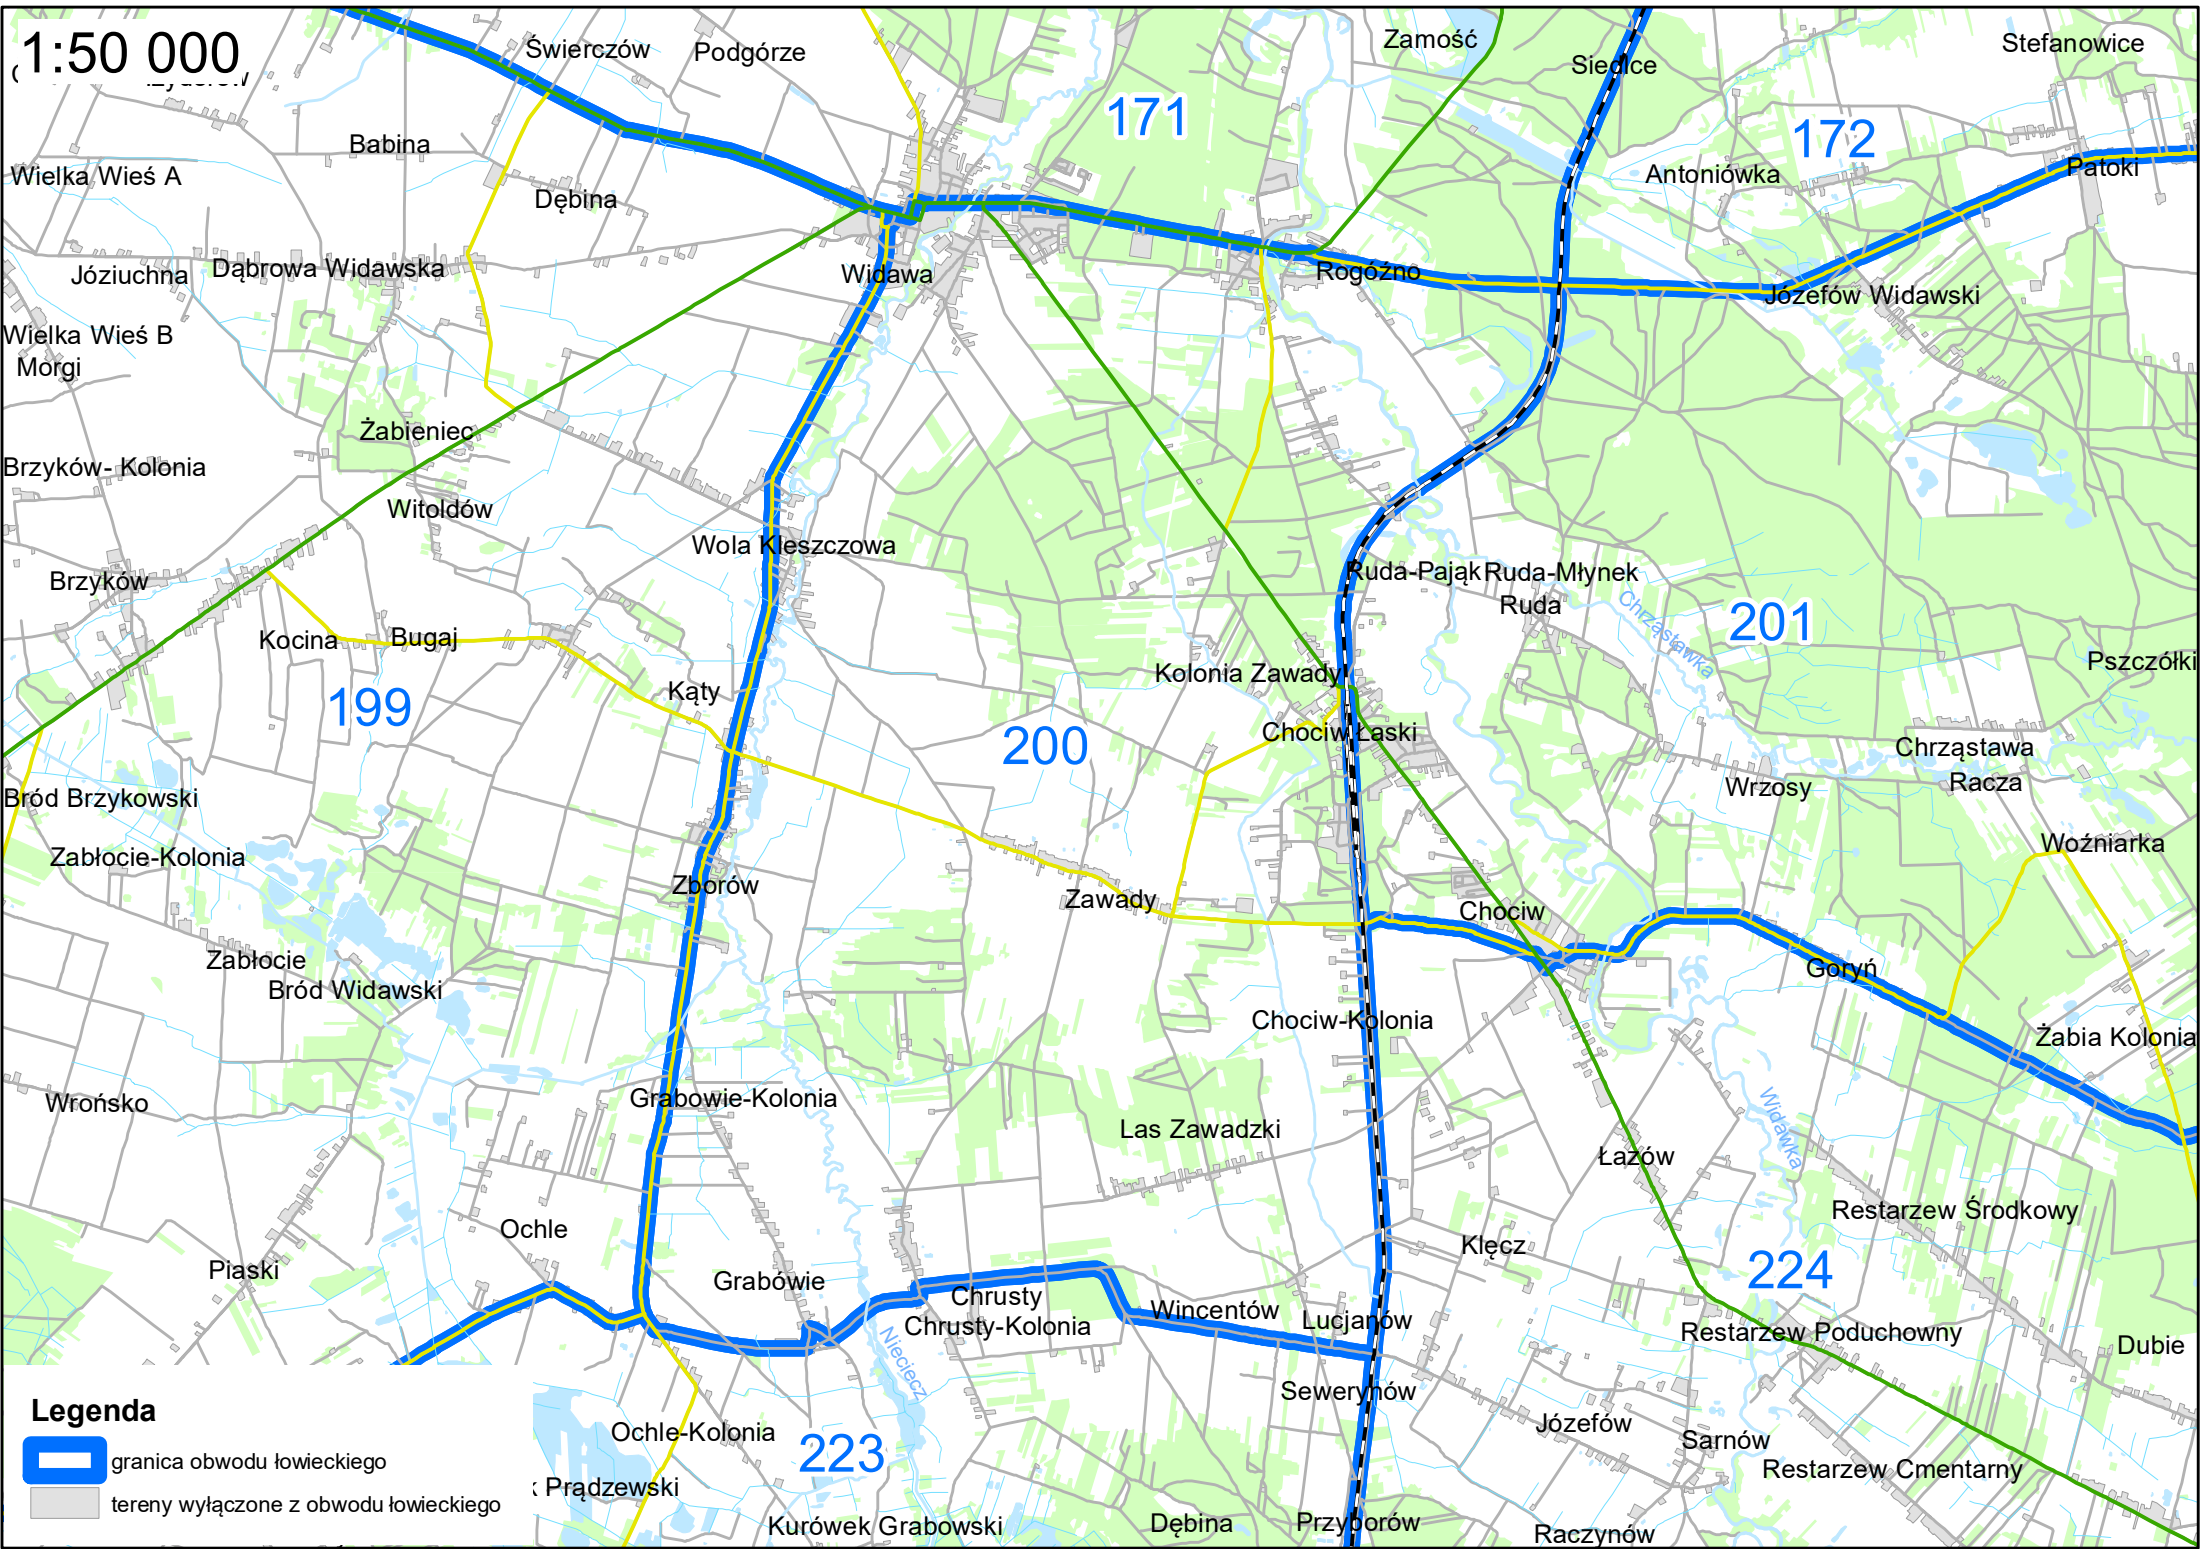 1:50 000
Świerczów
Podgórze
Zamość
Siedlce
Stefanowice
171
172
Babina
Wielka Wieś A
Dębina
Antoniówka
Patoki
Józiuchna
Dąbrowa Widawska
Widawa
Rogóźno
Józefów Widawski
Wielka Wieś B
Morgi
Żabieniec
Brzyków- Kolonia
Witoldów
Wola Kleszczowa
Brzyków
Ruda-Pająk
Ruda-Młynek
Ruda
Chrząstawka
201
Kocina
Bugaj
Kolonia Zawady
Pszczółki
Kąty
199
200
Chociw Łaski
Chrząstawa
Racza
Wrzosy
Bród Brzykowski
Zabłocie-Kolonia
Woźniarka
Zborów
Zawady
Chociw
Zabłocie
Bród Widawski
Goryń
Chociw-Kolonia
Żabia Kolonia
Wrońsko
Grabowie-Kolonia
Las Zawadzki
Widawka
Łazów
Restarzew Środkowy
Ochle
Klęcz
Piaski
Grabówie
224
Chrusty
Chrusty-Kolonia
Wincentów
Lucjanów
Restarzew Poduchowny
Dubie
Nieciecz
Sewerynów
Legenda
granica obwodu łowieckiego
tereny wyłączone z obwodu łowieckiego
Ochle-Kolonia
223
Józefów
Sarnów
Restarzew Cmentarny
Prądzewski
Kurówek Grabowski
Dębina
Przyborów
Raczynów